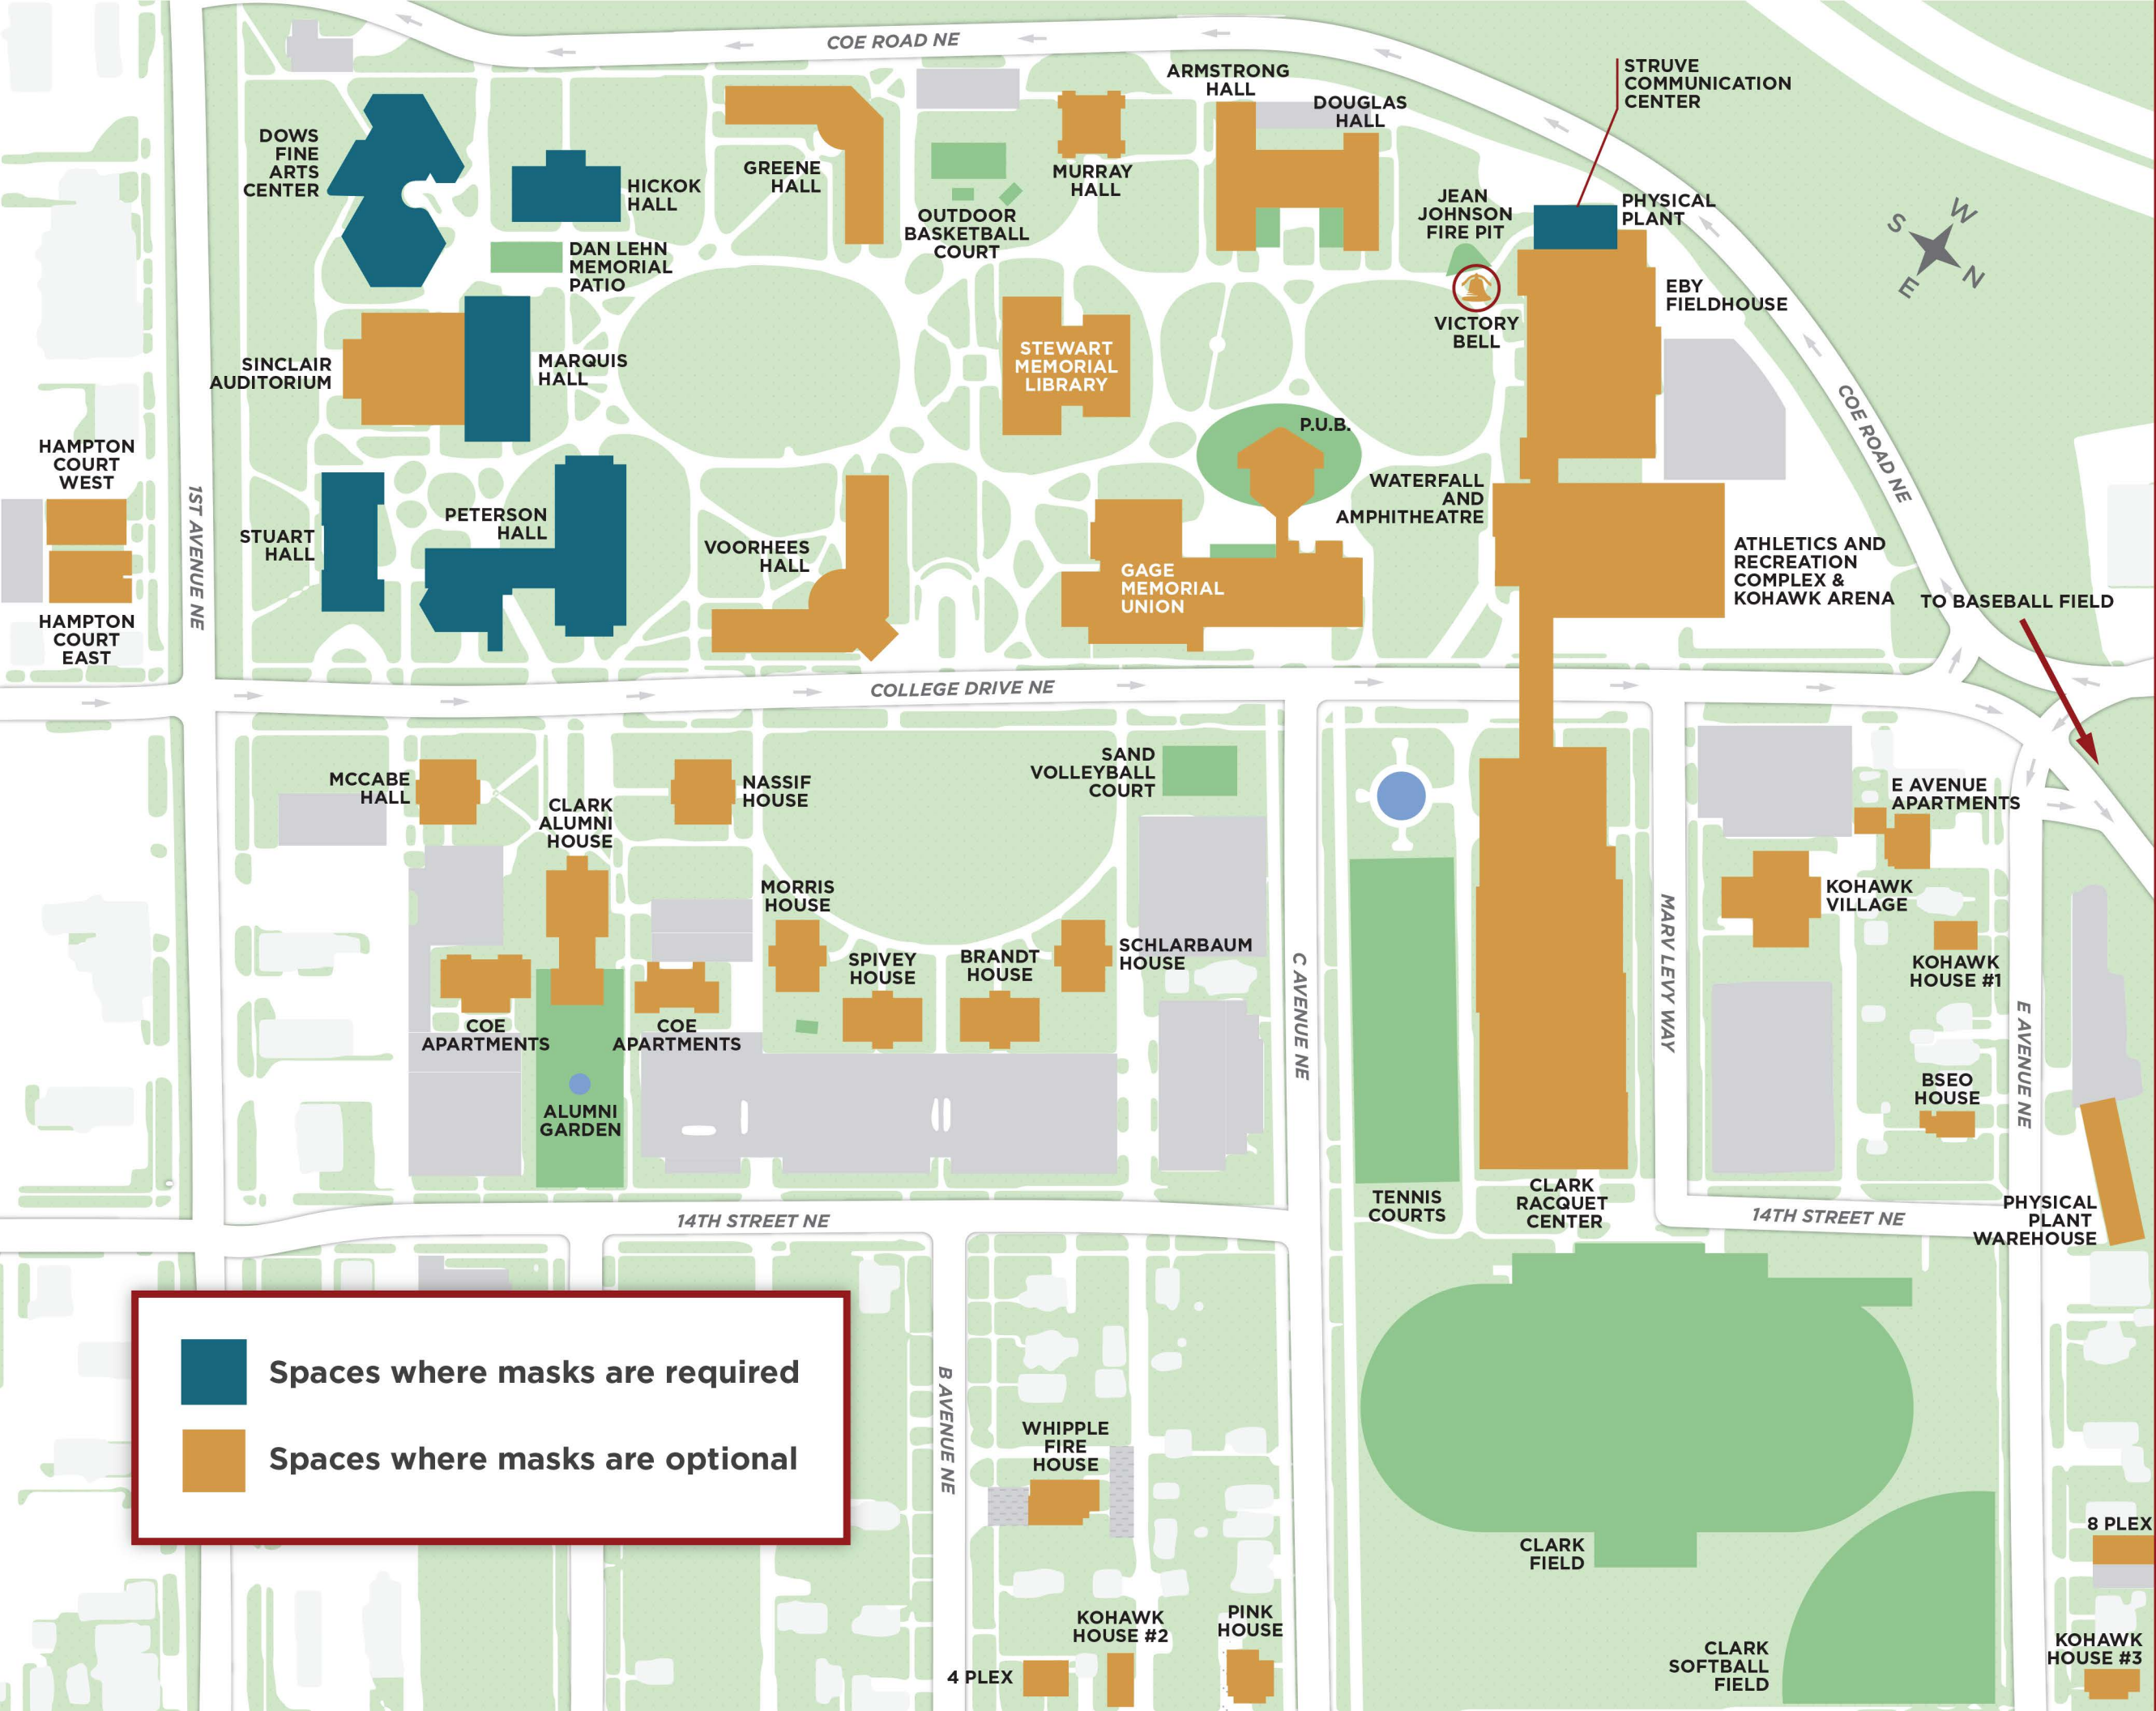 COE ROAD NE
STRUVE
COMMUNICATION
CENTER
ARMSTRONG
HALL
DOUGLAS
HALL
DOWS
FINE
ARTS
CENTER
HICKOK
HALL
GREENE
HALL
MURRAY
HALL
OUTDOOR
BASKETBALL
COURT
JEAN
JOHNSON
FIRE PIT
PHYSICAL
PLANT
S
W
E
N
DAN LEHN
MEMORIAL
PATIO
EBY
FIELDHOUSE
VICTORY
BELL
SINCLAIR
AUDITORIUM
MARQUIS
HALL
STEWART
MEMORIAL
LIBRARY
COE ROAD NE
P.U.B.
HAMPTON
COURT
WEST
1ST AVENUE NE
STUART
HALL
PETERSON
HALL
VOORHEES
HALL
WATERFALL
AND
AMPHITHEATRE
GAGE
MEMORIAL
UNION
ATHLETICS AND
RECREATION
COMPLEX &
KOHAWK ARENA
TO BASEBALL FIELD
HAMPTON
COURT
EAST
COLLEGE DRIVE NE
MCCABE
HALL
CLARK
ALUMNI
HOUSE
NASSIF
HOUSE
SAND
VOLLEYBALL
COURT
E AVENUE
APARTMENTS
MORRIS
HOUSE
SPIVEY
HOUSE
BRANDT
HOUSE
SCHLARBAUM
HOUSE
C AVENUE NE
MARV LEVY WAY
KOHAWK
VILLAGE
KOHAWK
HOUSE #1
COE
APARTMENTS
COE
APARTMENTS
E AVENUE NE
BSEO
HOUSE
ALUMNI
GARDEN
14TH STREET NE
TENNIS
COURTS
CLARK
RACQUET
CENTER
14TH STREET NE
PHYSICAL
PLANT
WAREHOUSE
Spaces where masks are required
Spaces where masks are optional
B AVENUE NE
WHIPPLE
FIRE
HOUSE
CLARK
FIELD
8 PLEX
KOHAWK
HOUSE #2
PINK
HOUSE
4 PLEX
CLARK
SOFTBALL
FIELD
KOHAWK
HOUSE #3